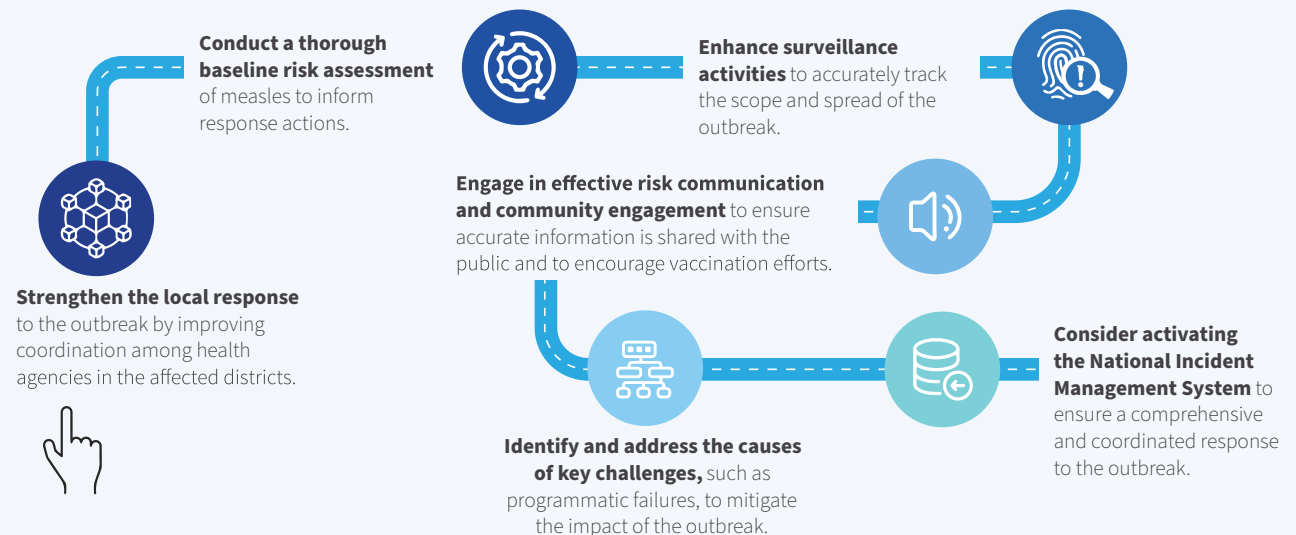 Strengthen the local response
to the outbreak by improving
coordination among health
agencies in the affected districts.
Conduct a thorough
baseline risk assessment
of measles to inform
response actions.
Enhance surveillance
activities to accurately track
the scope and spread of the
outbreak.
Engage in effective risk communication
and community engagement to ensure
accurate information is shared with the
public and to encourage vaccination efforts.
Identify and address the causes
of key challenges, such as
programmatic failures, to mitigate
the impact of the outbreak.
Consider activating
the National Incident
Management System to
ensure a comprehensive
and coordinated response
to the outbreak.